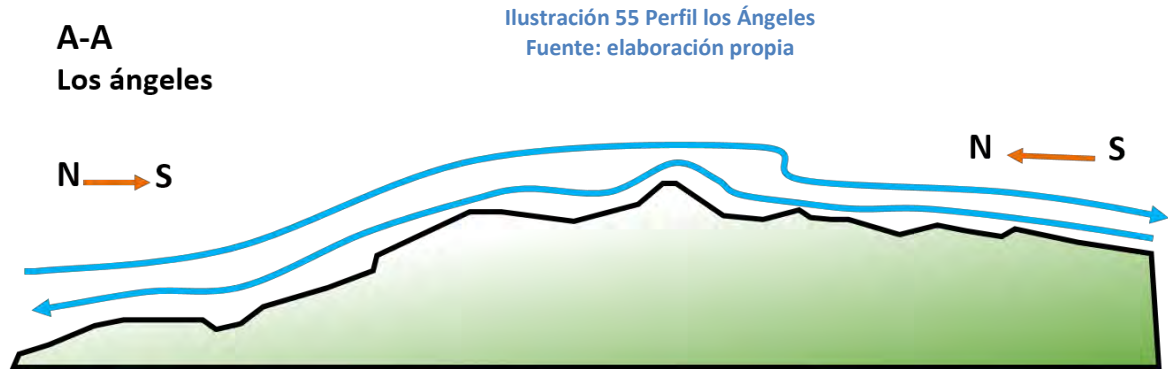 Ilustración 55 Perfil los Ángeles
Fuente: elaboración propia
A-A
Los ángeles
N S
N S